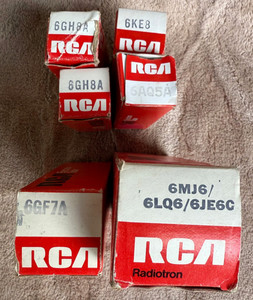 6GH8A
RCA
6KE8
RCA
6GH8A
RCA
6AQ5A
RCA
6GF7A
RCA
6MJ6/
6LQ6/6JE6C
RCA
Radiotron